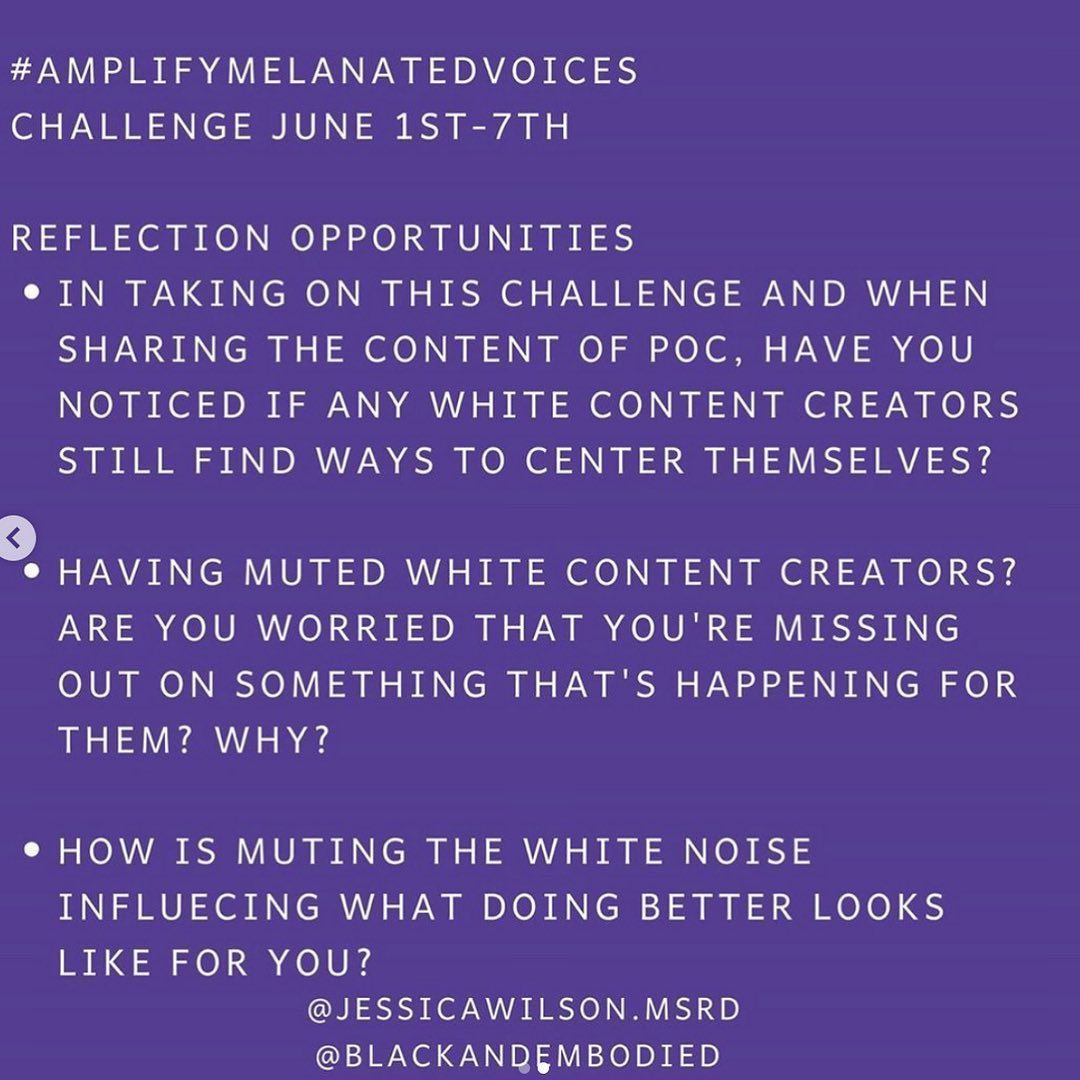 #AMPLIFYMELANATEDVOICES
CHALLENGE JUNE 1ST-7TH
REFLECTION OPPORTUNITIES
• IN TAKING ON THIS CHALLENGE AND WHEN
SHARING THE CONTENT OF POC, HAVE YOU
NOTICED IF ANY WHITE CONTENT CREATORS
STILL FIND WAYS TO CENTER THEMSELVES?
• HAVING MUTED WHITE CONTENT CREATORS?
ARE YOU WORRIED THAT YOU'RE MISSING
OUT ON SOMETHING THAT'S HAPPENING FOR
THEM? WHY?
• HOW IS MUTING THE WHITE NOISE
INFLUECING WHAT DOING BETTER LOOKS
LIKE FOR YOU?
@JESSICAWILSON.MSRD
@BLACKANDEMBODIED